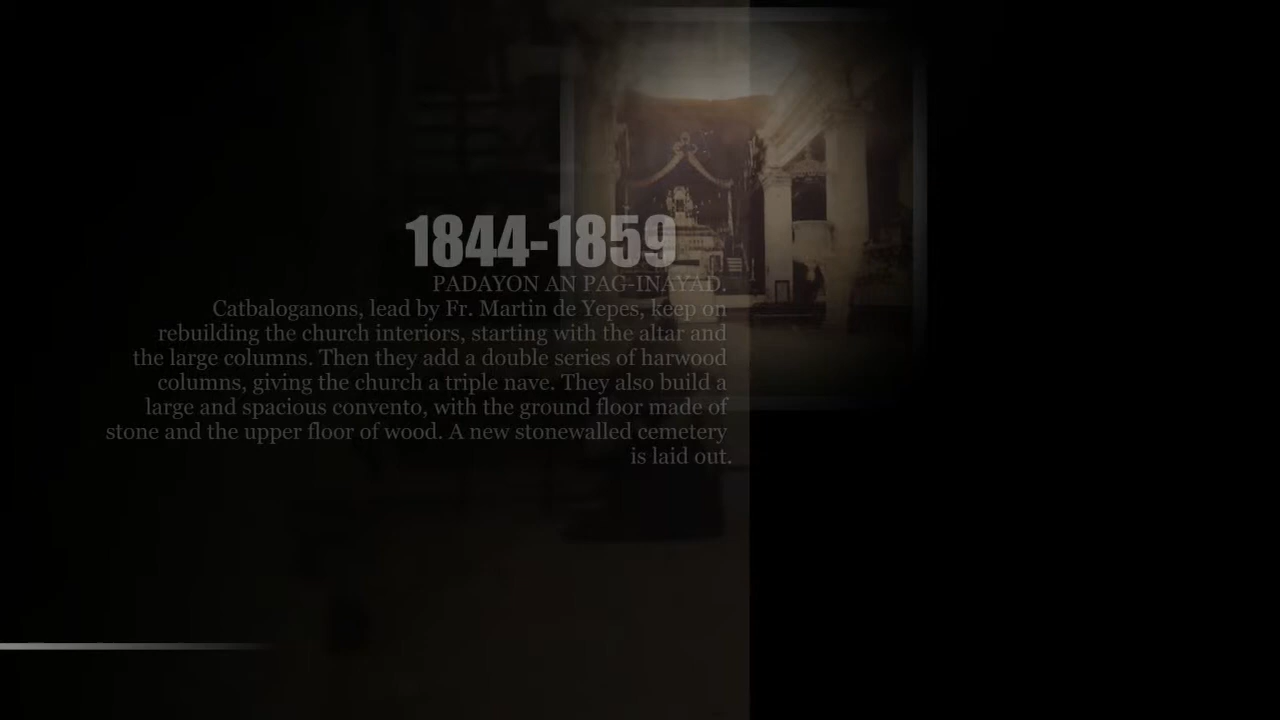 1844-1859
PADAYON AN PAG-INAYAD.
Catbaloganons, lead by Fr. Martin de Yepes, keep on
rebuilding the church interiors, starting with the altar and
the large columns. Then they add a double series of harwood
columns, giving the church a triple nave. They also build a
large and spacious convento, with the ground floor made of
stone and the upper floor of wood. A new stonewalled cemetery
is laid out.